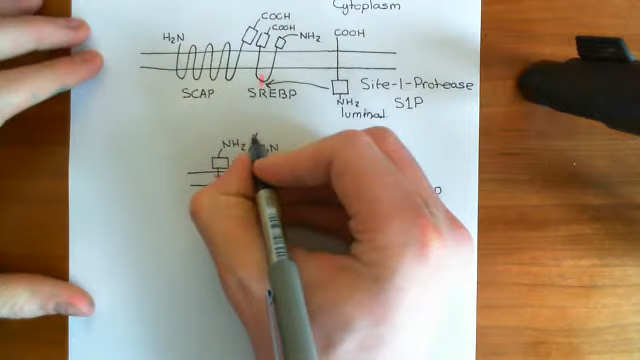 Cytoplasm
COOH
H₂N
COOH
NH₂
COOH
SCAP
SREBP
Site-1-Protease
S1P
NH₂
luminal
NH₂